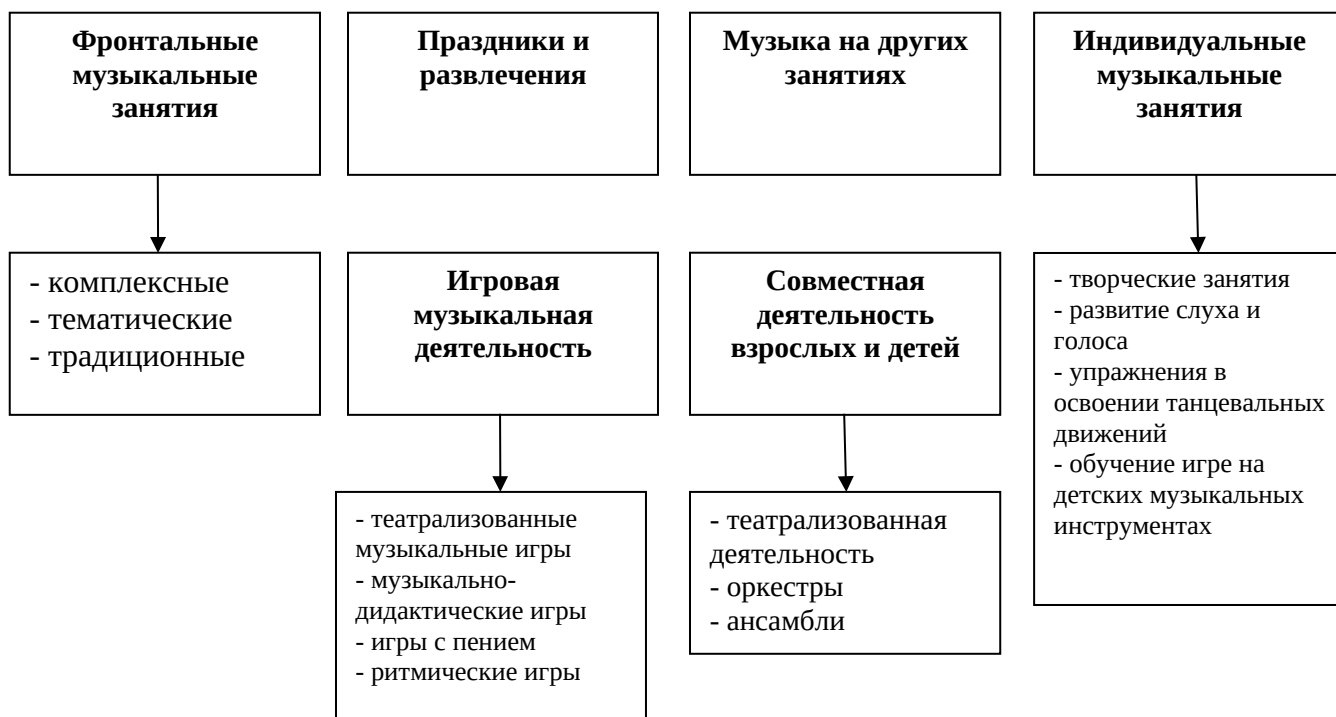 Фронтальные
музыкальные
занятия
Праздники и
развлечения
Музыка на других
занятиях
Индивидуальные
музыкальные
занятия
- комплексные
- тематические
- традиционные
Игровая
музыкальная
деятельность
Совместная
деятельность
взрослых и детей
- творческие занятия
- развитие слуха и
голоса
- упражнения в
освоении танцевальных
движений
- обучение игре на
детских музыкальных
инструментах
- театрализованные
музыкальные игры
- музыкально-
дидактические игры
- игры с пением
- ритмические игры
- театрализованная
деятельность
- оркестры
- ансамбли